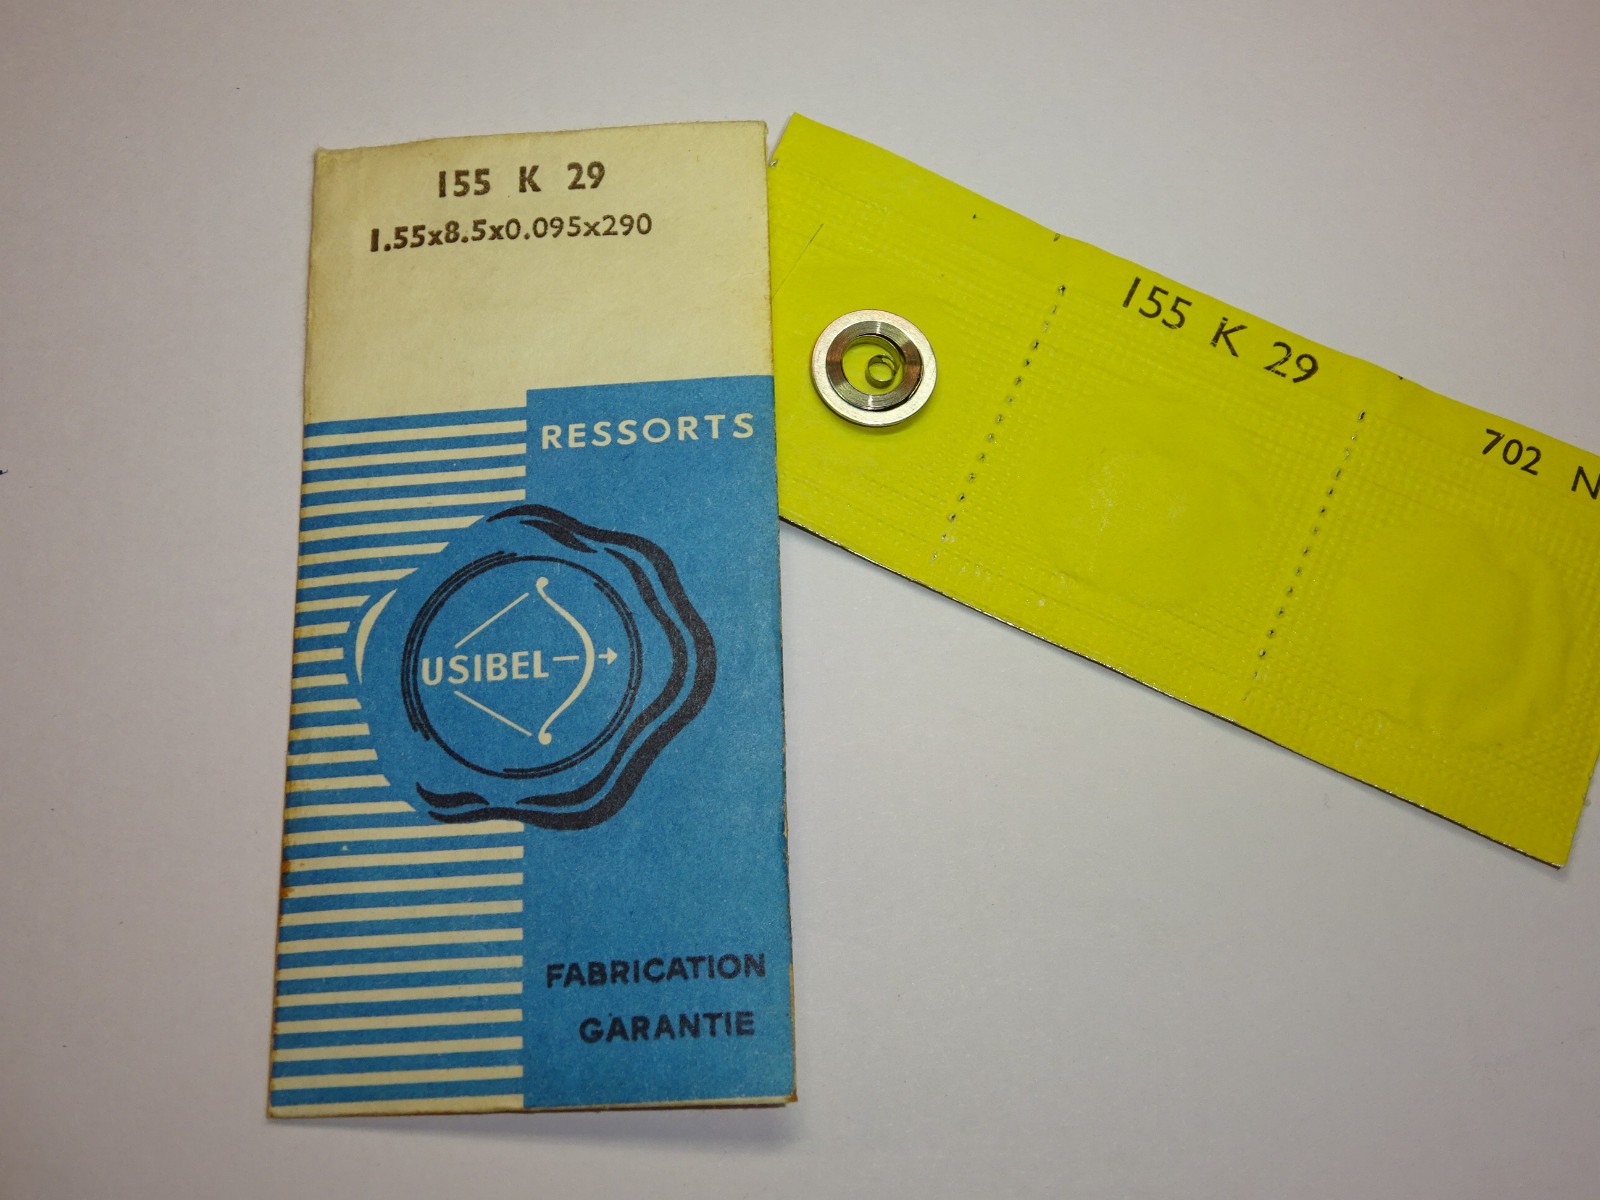 155 K 29
1.55x8.5x0.095x290
RESSORTS
USIBEL
FABRICATION
GARANTIE
155 K 29
702 N